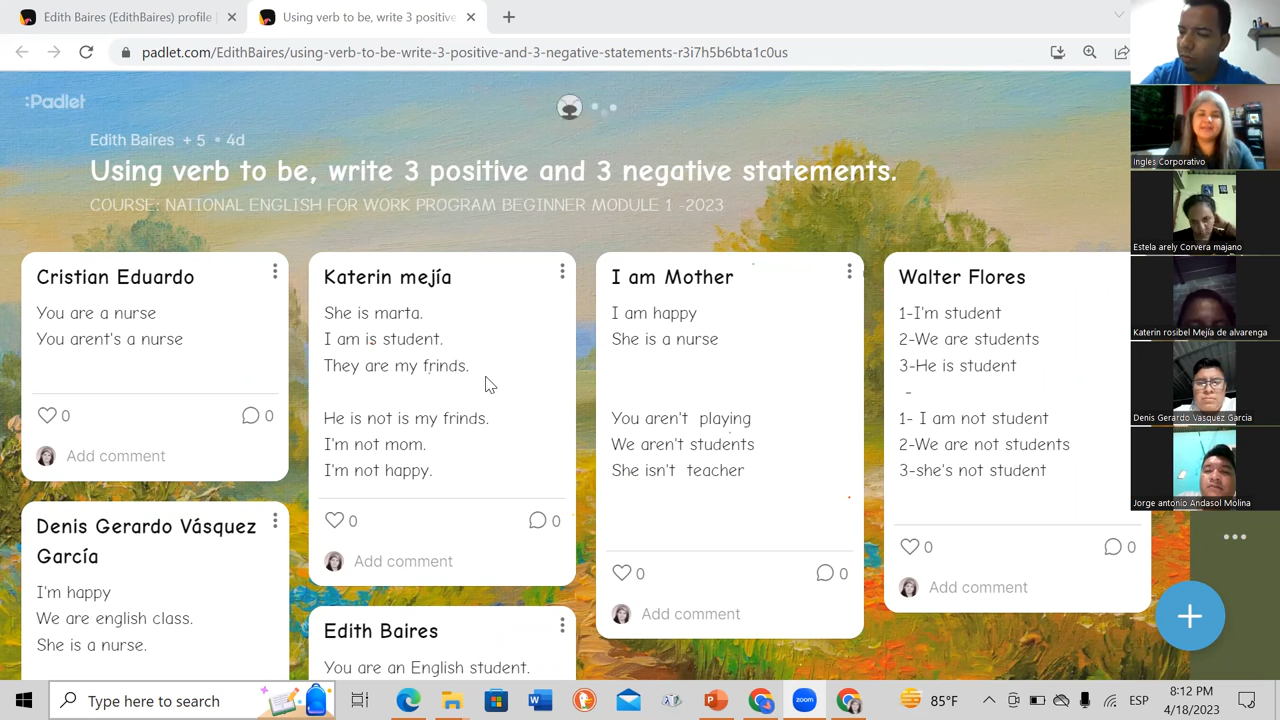 Edith Baires (EdithBaires) profile
Using verb to be, write 3 positive
padlet.com/EdithBaires/using-verb-to-be-write-3-positive-and-3-negative-statements-r3i7h5b6bta1c0us
:Padlet
Edith Baires + 5 • 4d
Using verb to be, write 3 positive and 3 negative statements.
COURSE: NATIONAL ENGLISH FOR WORK PROGRAM BEGINNER MODULE 1 -2023
Cristian Eduardo
You are a nurse
You arent's a nurse
0 0
Add comment
Denis Gerardo Vásquez
García
I'm happy
We are english class.
She is a nurse.
Katerin mejía
She is marta.
I am is student.
They are my frinds.
He is not is my frinds.
I'm not mom.
I'm not happy.
0 0
Add comment
Edith Baires
You are an English student.
I am Mother
I am happy
She is a nurse
You aren't playing
We aren't students
She isn't teacher
0 0
Add comment
Walter Flores
1-I'm student
2-We are students
3-He is student
-
1- I am not student
2-We are not students
3-she's not student
0 0
Add comment
Ingles Corporativo
Estela arely Corvera majano
Katerin rosibel Mejía de alvarenga
Denis Gerardo Vasquez Garcia
Jorge antonio Andasol Molina
Type here to search
85°F
ESP
8:12 PM
4/18/2023